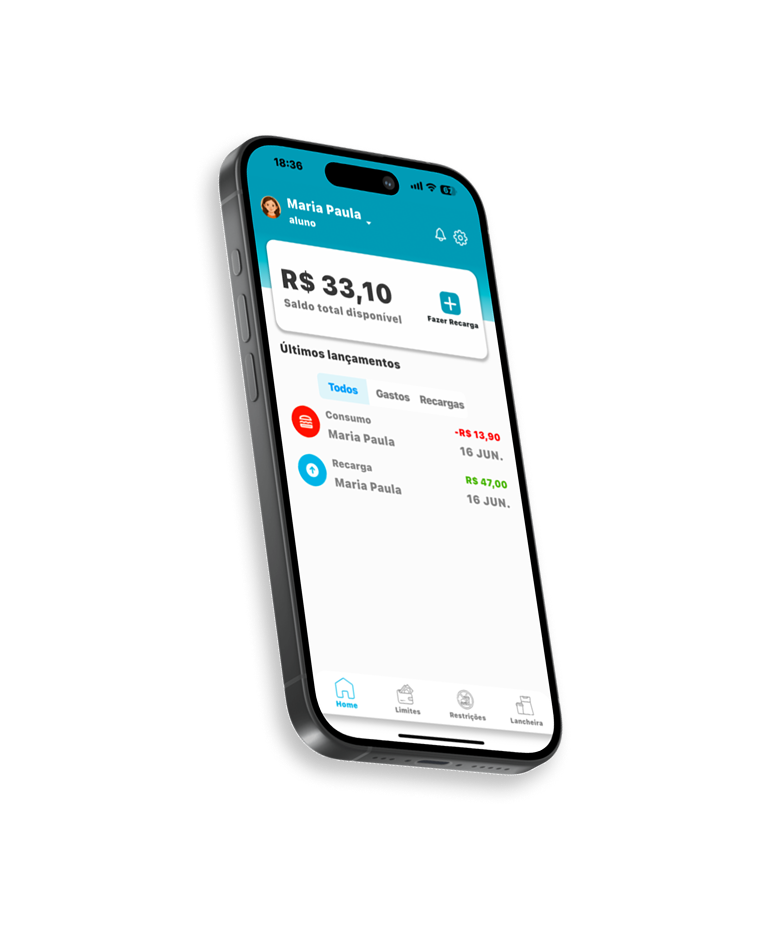 18:36
Maria Paula
aluno
R$ 33,10
Saldo total disponível
Fazer Recarga
Últimos lançamentos
Todos Gastos Recargas
Consumo
Maria Paula
-R$ 13,90
16 JUN.
Recarga
Maria Paula
R$ 47,00
16 JUN.
Home Limites Restrições Lancheira